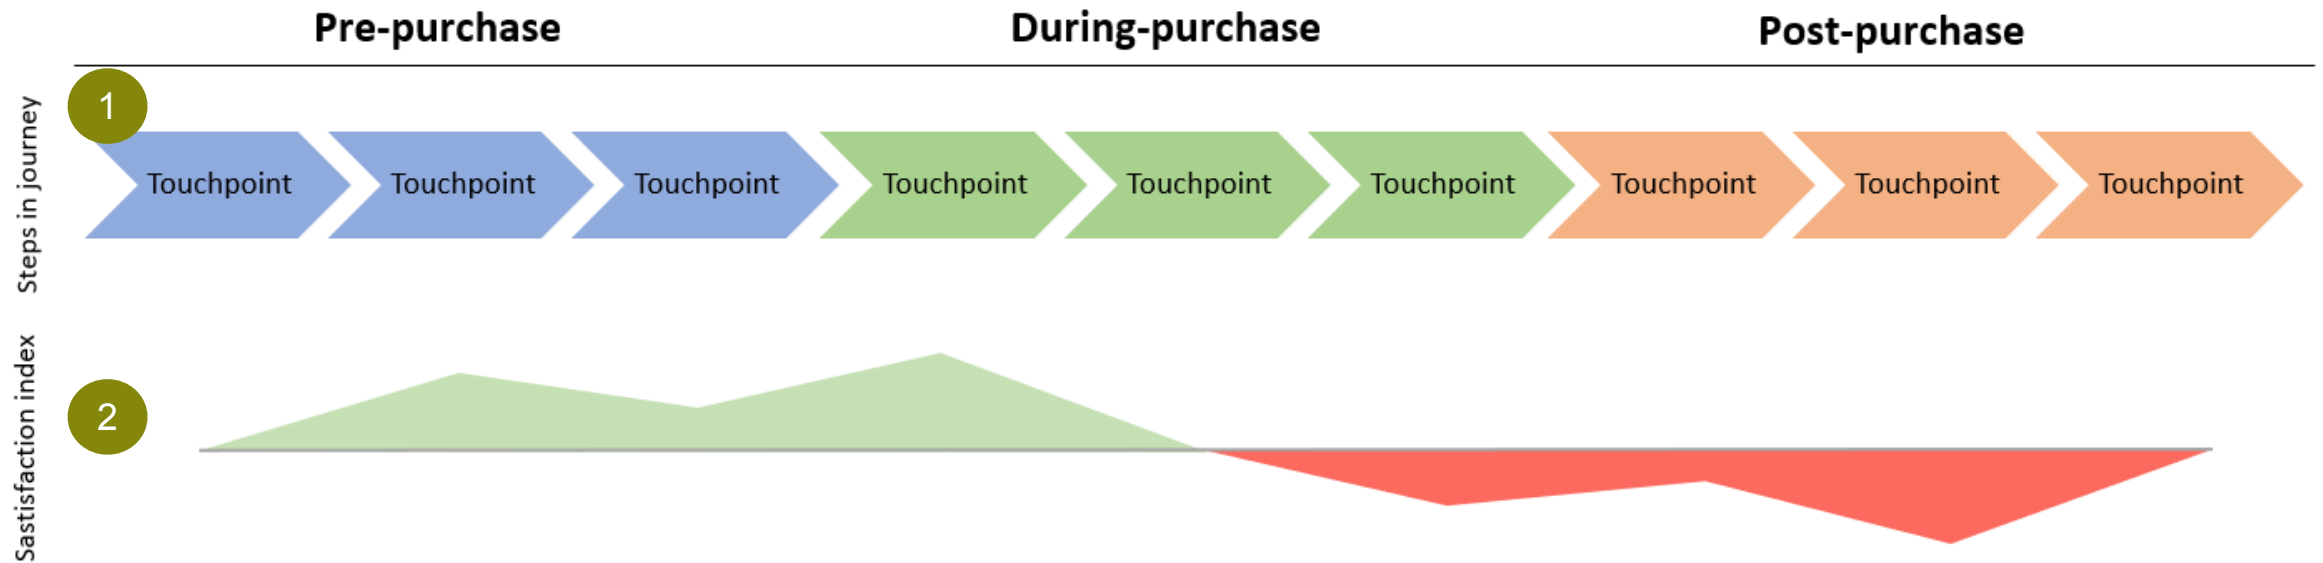 Pre-purchase During-purchase Post-purchase
Steps in journey
1
Touchpoint Touchpoint Touchpoint Touchpoint Touchpoint Touchpoint Touchpoint Touchpoint Touchpoint
Sastisfaction index
2